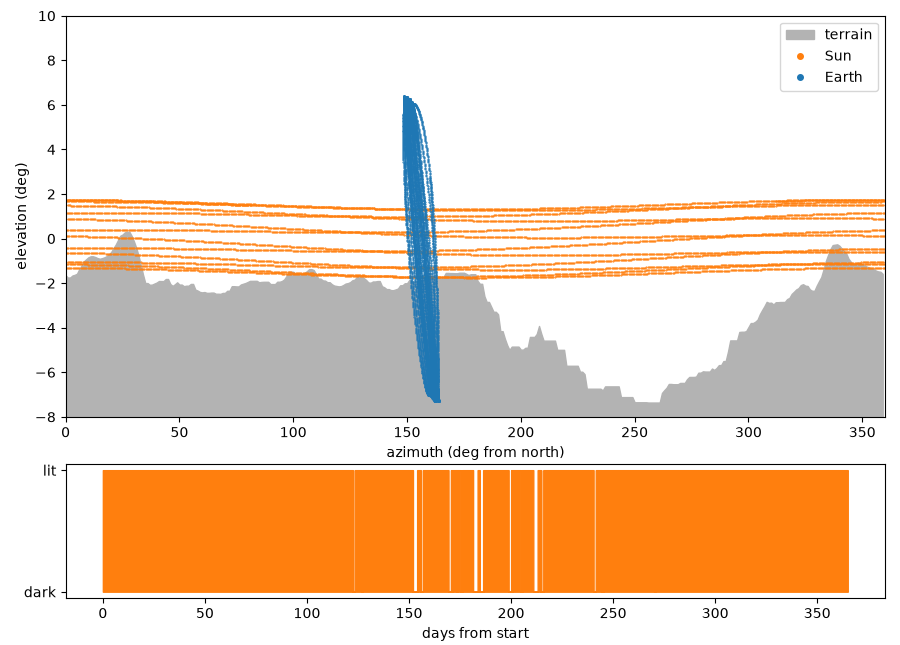 10
8
6
4
2
0
−2
−4
−6
−8
elevation (deg)
terrain
Sun
Earth
0 50 100 150 200 250 300 350
azimuth (deg from north)
lit
dark
0 50 100 150 200 250 300 350
days from start